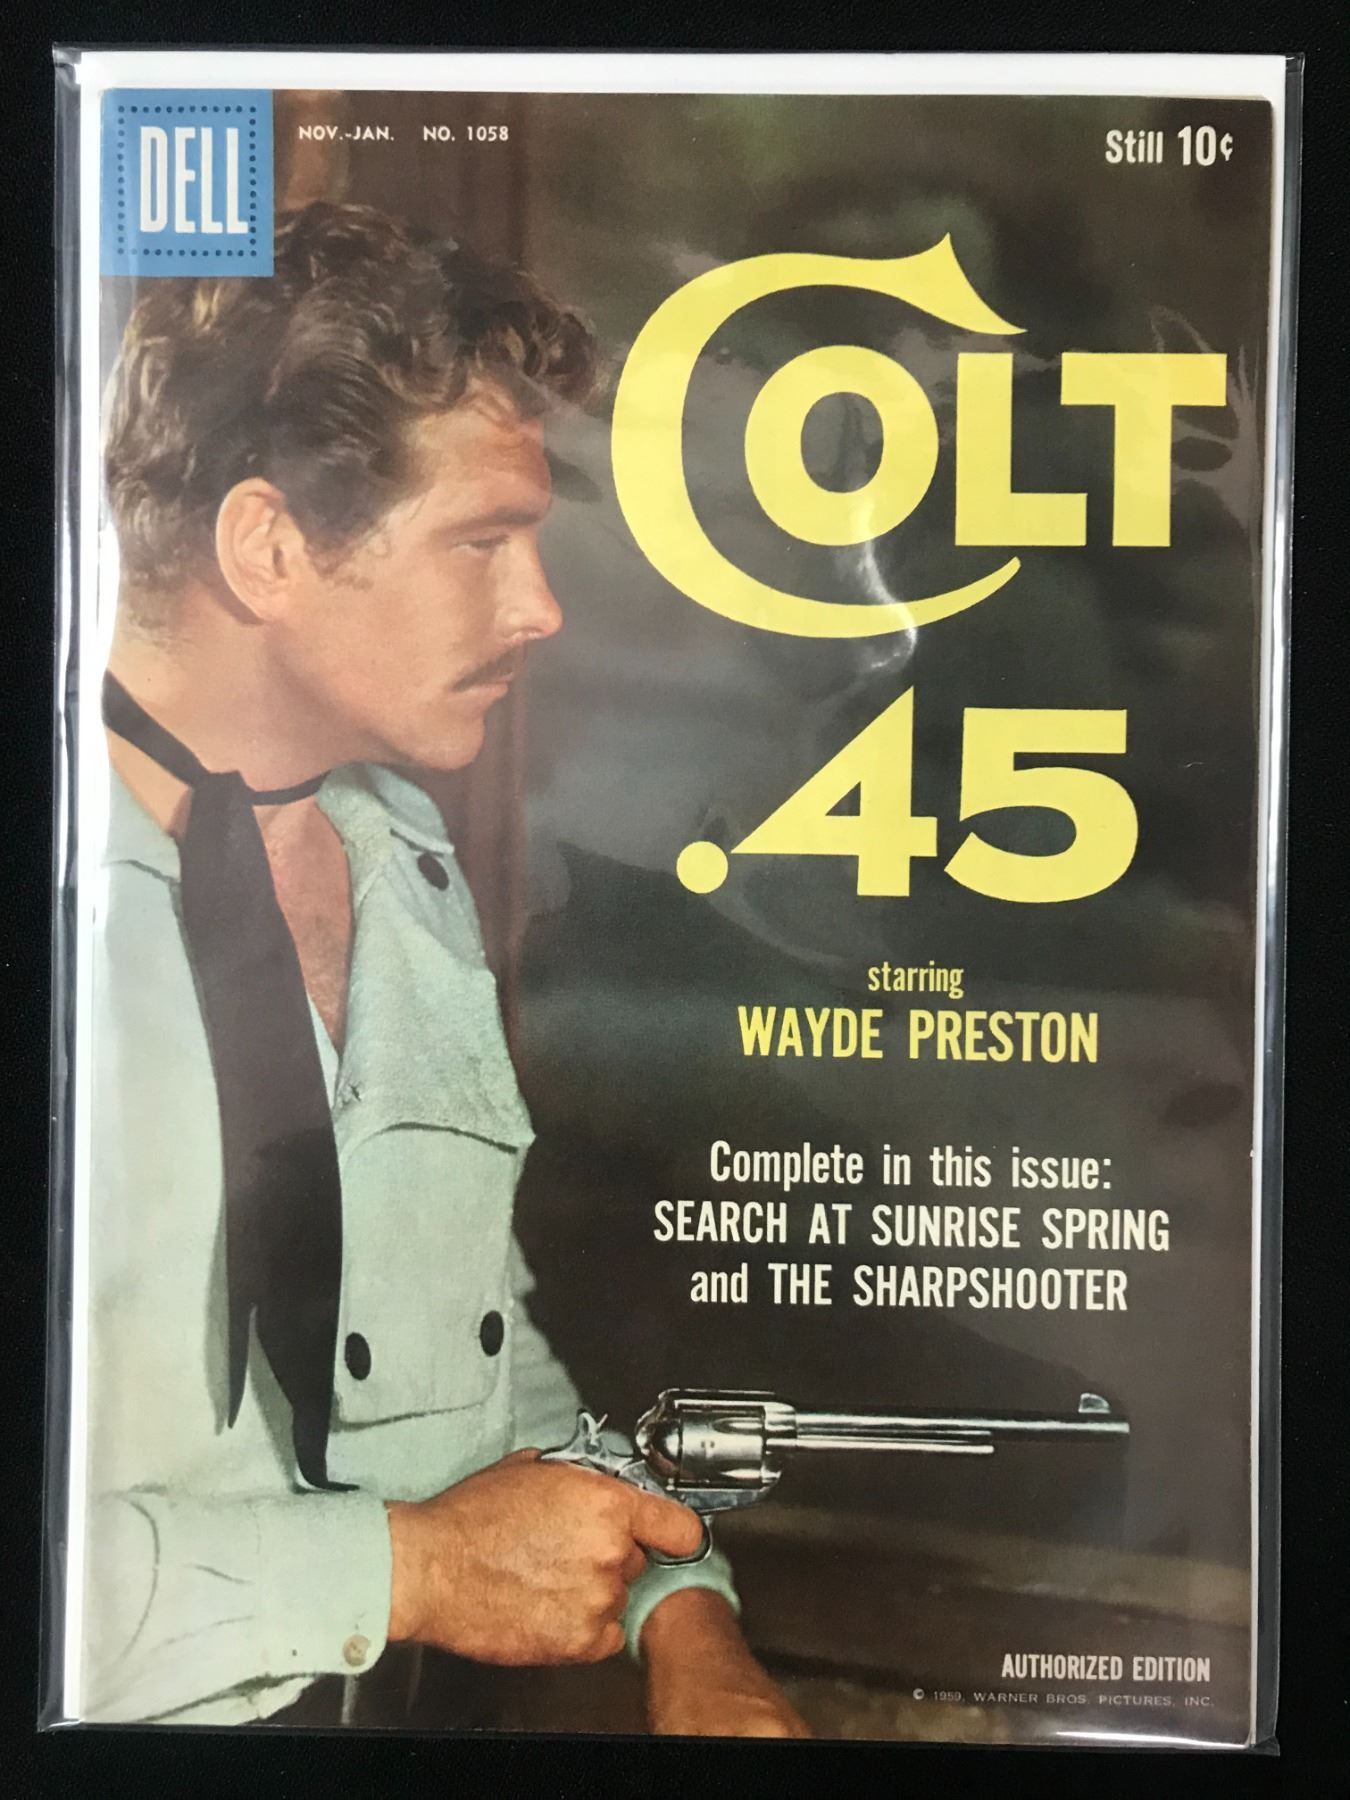 DELL
NOV.-JAN. NO. 1058
Still 10¢
COLT
.45
starring
WAYDE PRESTON
Complete in this issue:
SEARCH AT SUNRISE SPRING
and THE SHARPSHOOTER
AUTHORIZED EDITION
© 1959, WARNER BROS. PICTURES, INC.